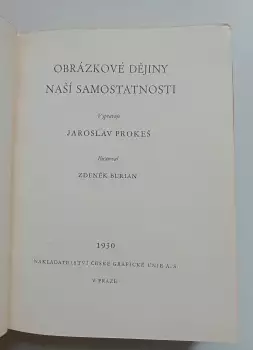 OBRÁZKOVÉ DĚJINY
NAŠÍ SAMOSTATNOSTI
Vypravuje
JAROSLAV PROKEŠ
Ilustroval
ZDENĚK BURIAN
1930
NAKLADATELSTVÍ ČESKÉ GRAFICKÉ UNIE A. S.
V PRAZE